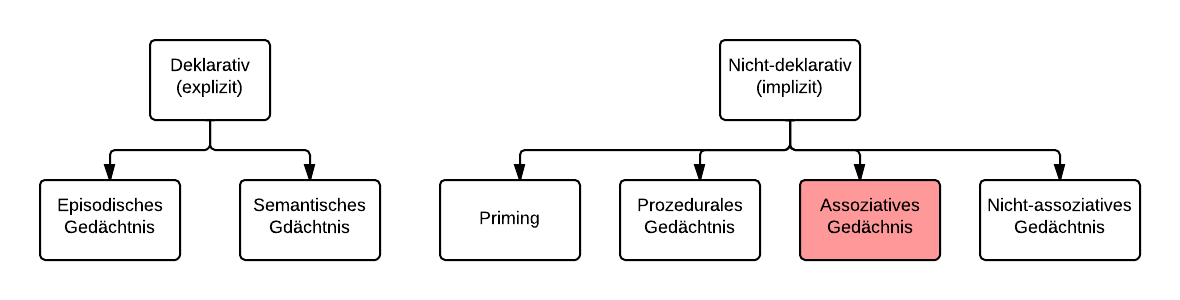 Deklarativ
(explizit)
Nicht-deklarativ
(implizit)
Episodisches
Gedächtnis
Semantisches
Gdächtnis
Priming
Prozedurales
Gedächtnis
Assoziatives
Gedächnis
Nicht-assoziatives
Gedächtnis